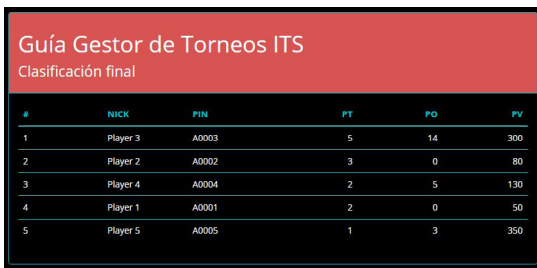 Guía Gestor de Torneos ITS
Clasificación final
# NICK PIN PT PO PV
1 Player 3 A0003 5 14 300
2 Player 2 A0002 3 0 80
3 Player 4 A0004 2 5 130
4 Player 1 A0001 2 0 50
5 Player 5 A0005 1 3 350